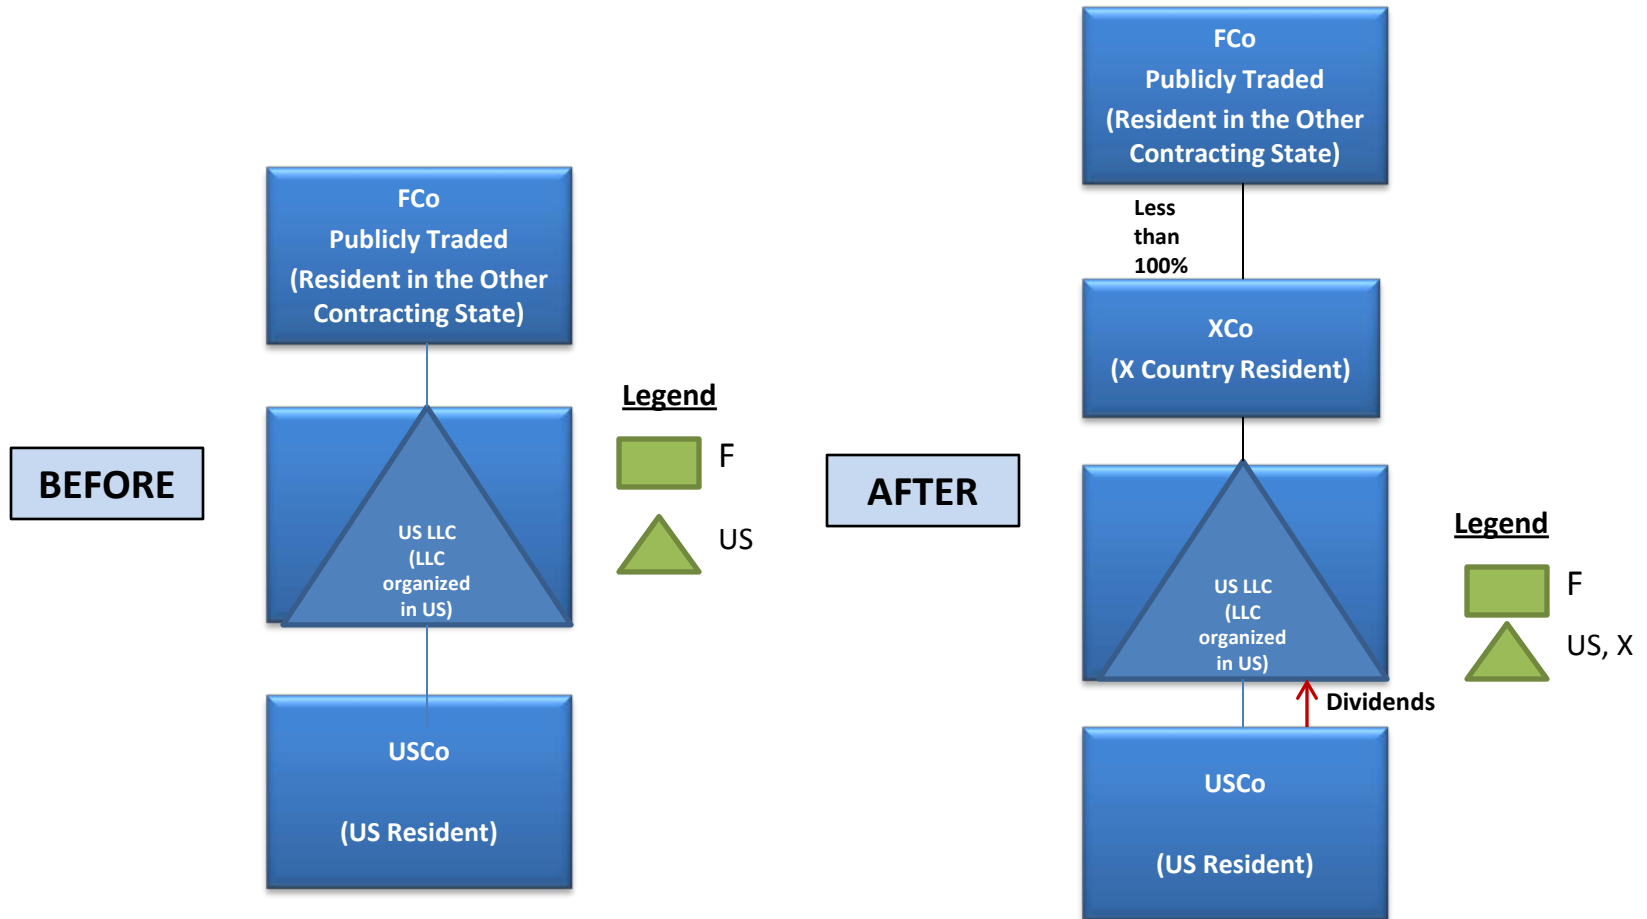 BEFORE
FCo
Publicly Traded
(Resident in the Other
Contracting State)
US LLC
(LLC
organized
in US)
USCo
(US Resident)
Legend
F
US
AFTER
FCo
Publicly Traded
(Resident in the Other
Contracting State)
Less
than
100%
XCo
(X Country Resident)
US LLC
(LLC
organized
in US)
Dividends
USCo
(US Resident)
Legend
F
US, X